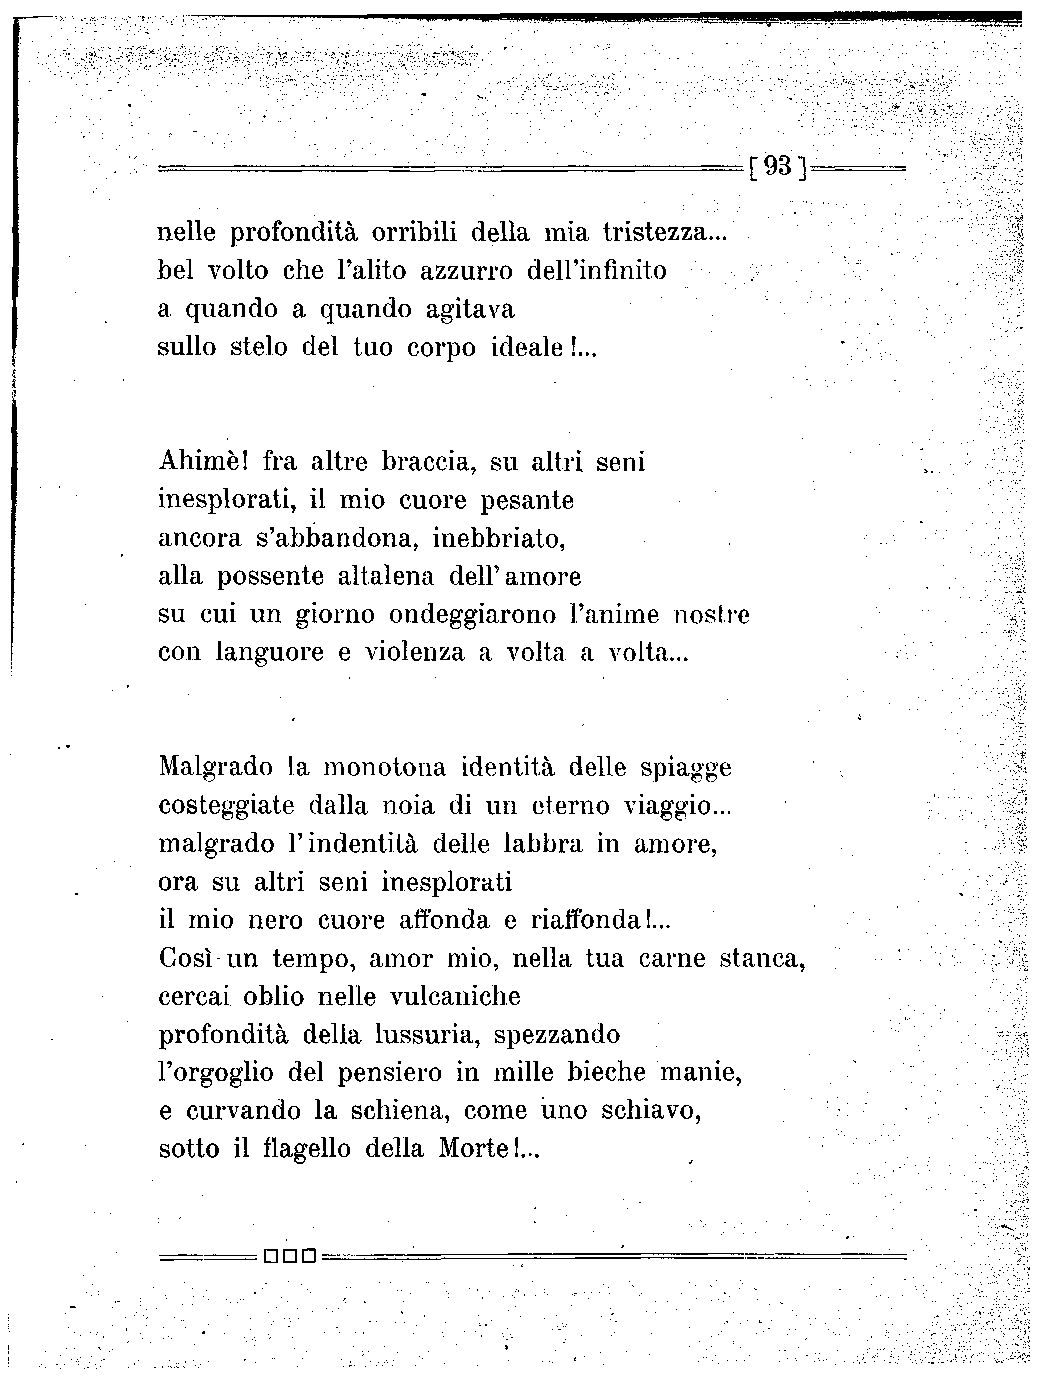 [ 93 ]
nelle profondità orribili della mia tristezza...
bel volto che l'alito azzurro dell'infinito
a quando a quando agitava
sullo stelo del tuo corpo ideale !...
Ahimè! fra altre braccia, su altri seni
inesplorati, il mio cuore pesante
ancora s'abbandona, inebbriato,
alla possente altalena dell' amore
su cui un giorno ondeggiarono l'anime nostre
con languore e violenza a volta a volta...
Malgrado la monotona identità delle spiagge
costeggiate dalla noia di un eterno viaggio...
malgrado l' indentità delle labbra in amore,
ora su altri seni inesplorati
il mio nero cuore affonda e riaffonda!...
Così un tempo, amor mio, nella tua carne stanca,
cercai oblio nelle vulcaniche
profondità della lussuria, spezzando
l'orgoglio del pensiero in mille bieche manie,
e curvando la schiena, come uno schiavo,
sotto il flagello della Morte!...